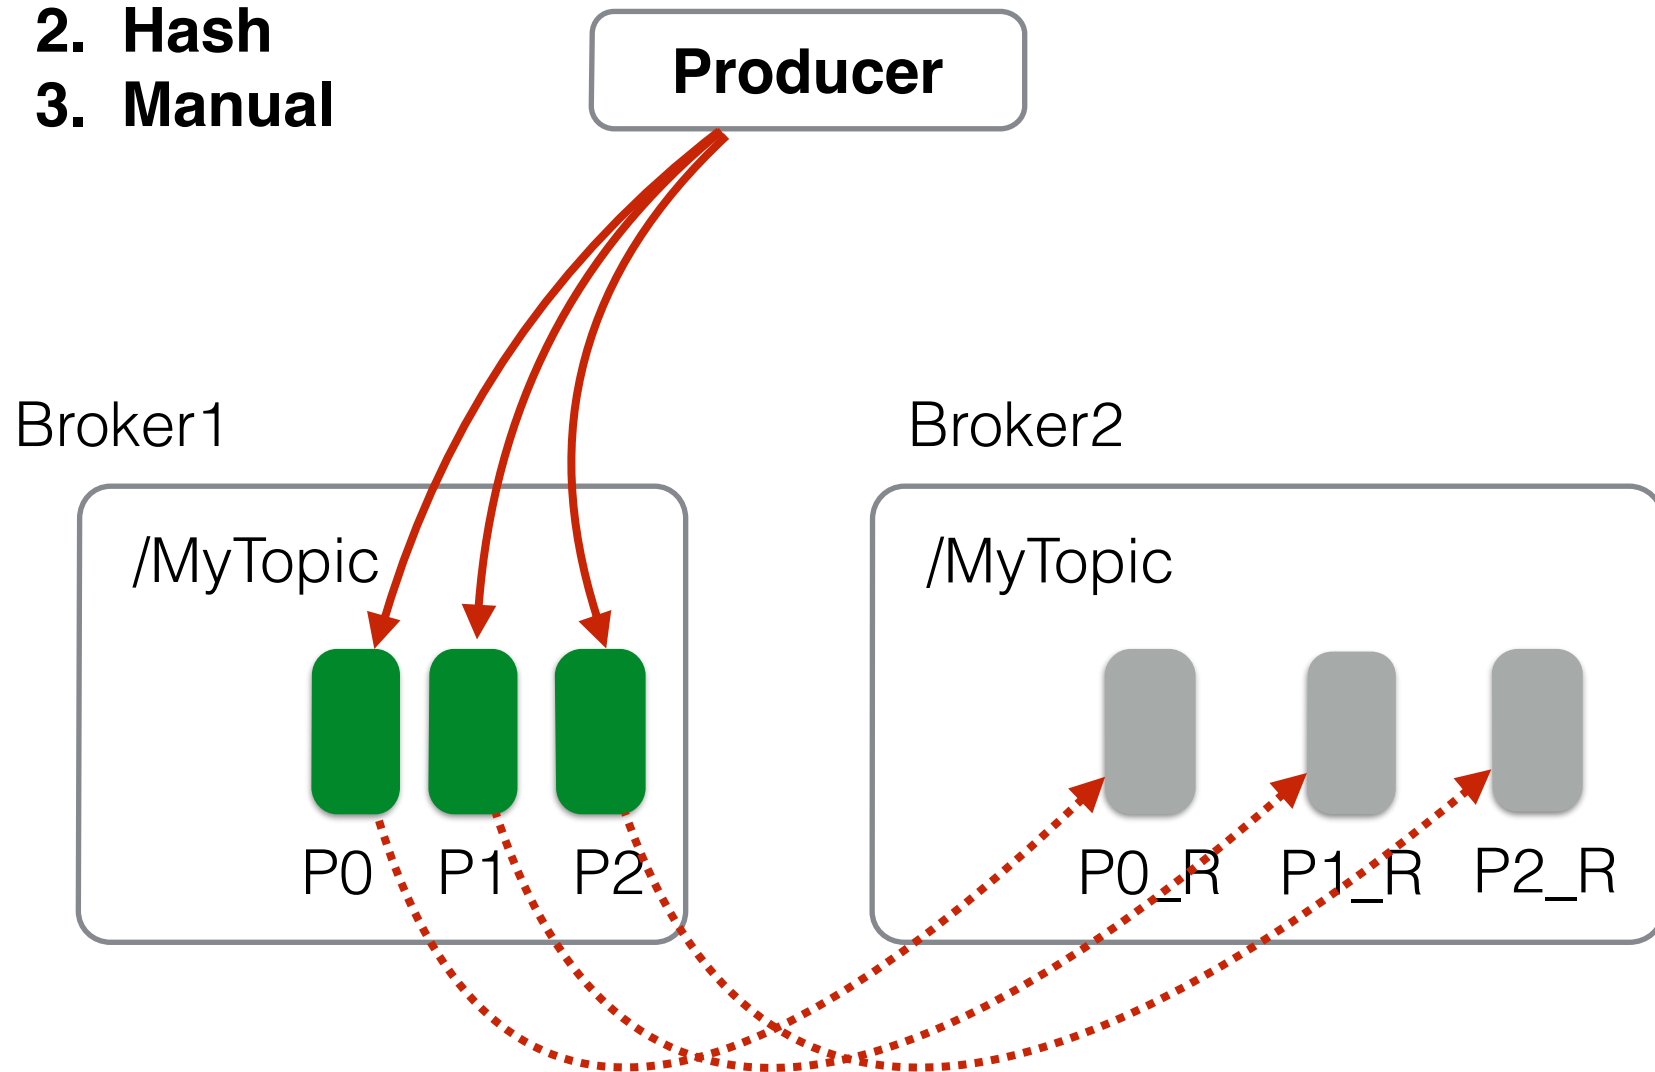 2. Hash
3. Manual
Producer
Broker1
Broker2
/MyTopic
/MyTopic
P0 P1 P2
P0_R P1_R P2_R